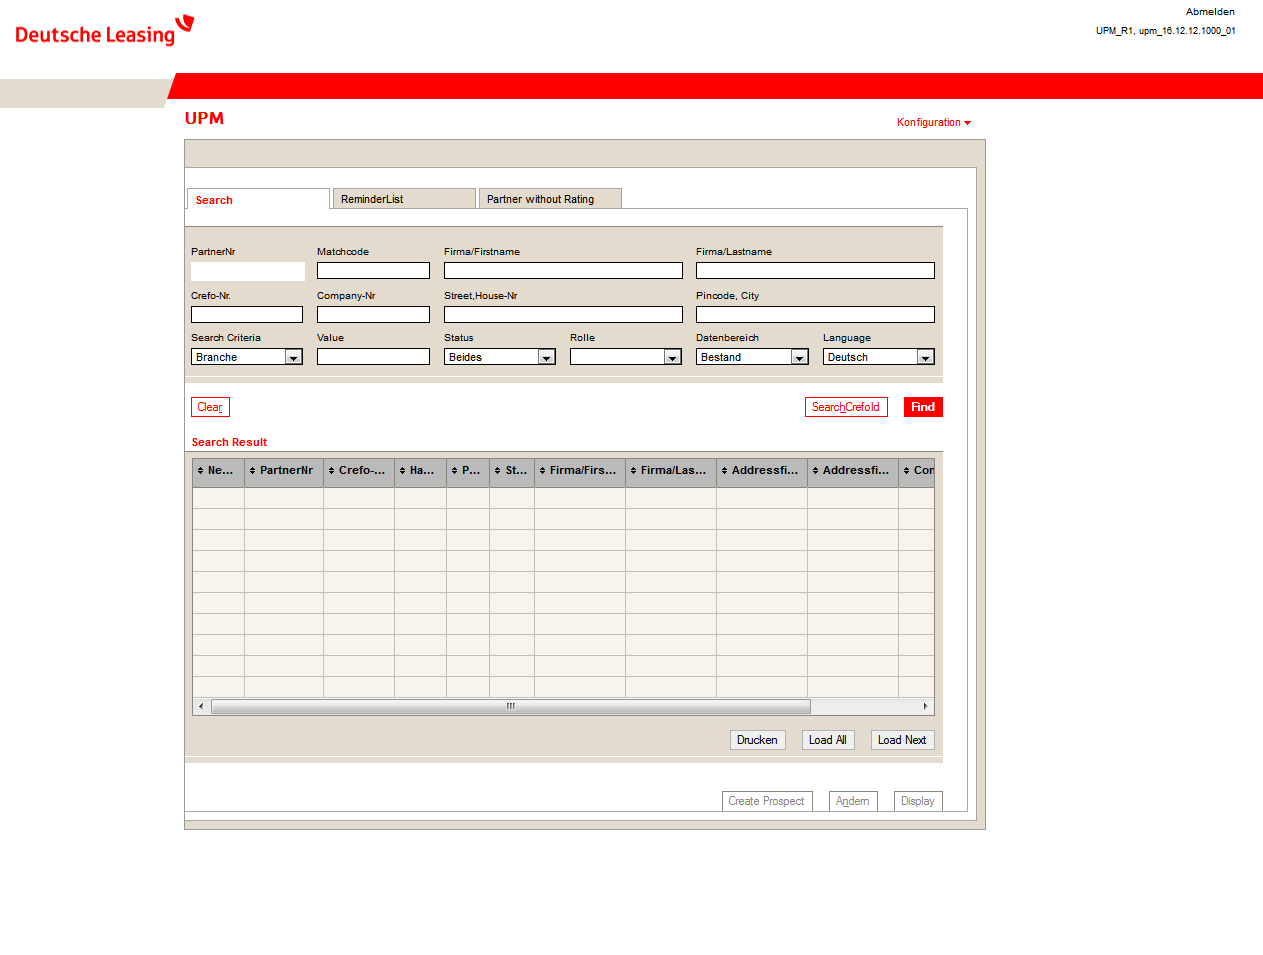 Deutsche Leasing
Abmelden
UPM_R1, upm_16.12.12.1000_01
UPM
Konfiguration
Search ReminderList Partner without Rating
PartnerNr Matchcode Firma/Firstname Firma/Lastname
Crefo-Nr. Company-Nr Street,House-Nr Pincode, City
Search Criteria Value Status Rolle Datenbereich Language
Branche Beides Bestand Deutsch
Clear SearchCrefoId Find
Search Result
Ne... PartnerNr Crefo-... Ha... P... St... Firma/Firs... Firma/Las... Addressfi... Addressfi... Con
Drucken Load All Load Next
Create Prospect Ändern Display